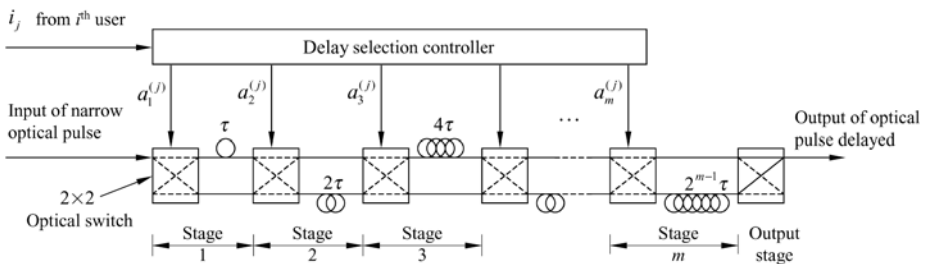 i_j from i^th user
Delay selection controller
a_1^(j)
a_2^(j)
a_3^(j)
a_m^(j)
...
Input of narrow
optical pulse
τ
4τ
Output of optical
pulse delayed
2×2
Optical switch
2τ
2^{m−1} τ
Stage
1
Stage
2
Stage
3
Stage
m
Output
stage